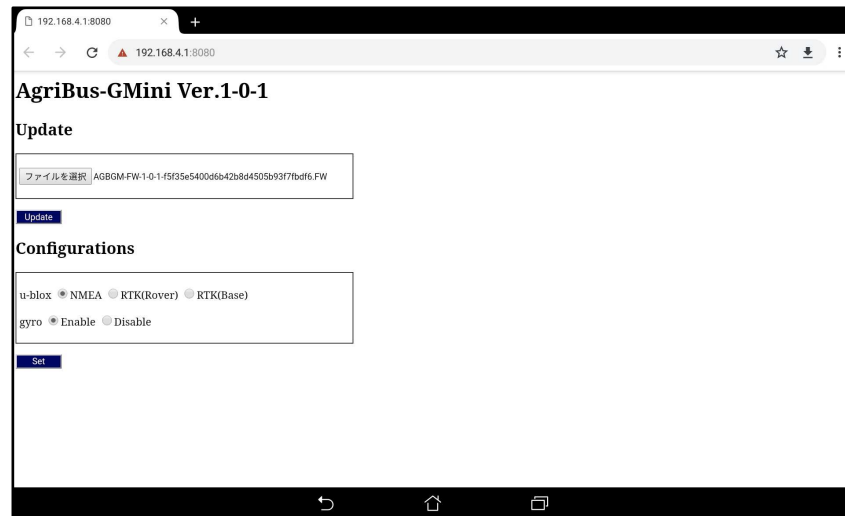 192.168.4.1:8080
192.168.4.1:8080
AgriBus-GMini Ver.1-0-1
Update
ファイルを選択 AGBGM-FW-1-0-1-f5f35e5400d6b42b8d4505b93f7fbdf6.FW
Update
Configurations
u-blox NMEA RTK(Rover) RTK(Base)
gyro Enable Disable
Set